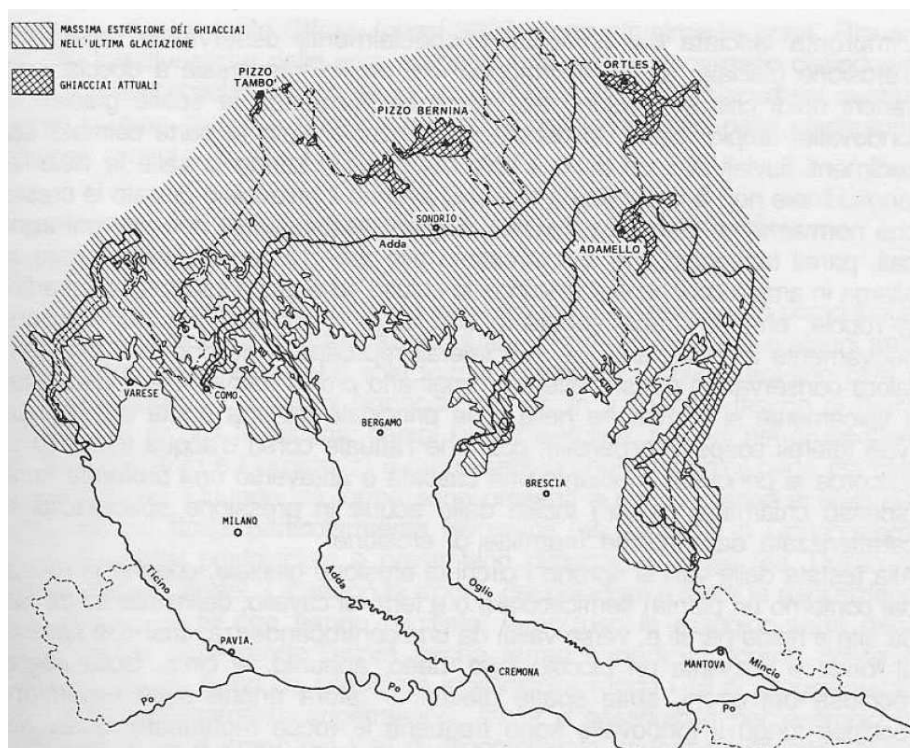 MASSIMA ESTENSIONE DEI GHIACCI
NELL'ULTIMA GLACIAZIONE
GHIACCIAI ATTUALI
PIZZO
TAMBO'
ORTLES
PIZZO BERNINA
SONDRIO
Adda
ADAMELLO
VARESE
COMO
BERGAMO
BRESCIA
MILANO
Ticino
Adda
Oglio
PAVIA
CREMONA
MANTOVA
Mincio
Po
Po
Po